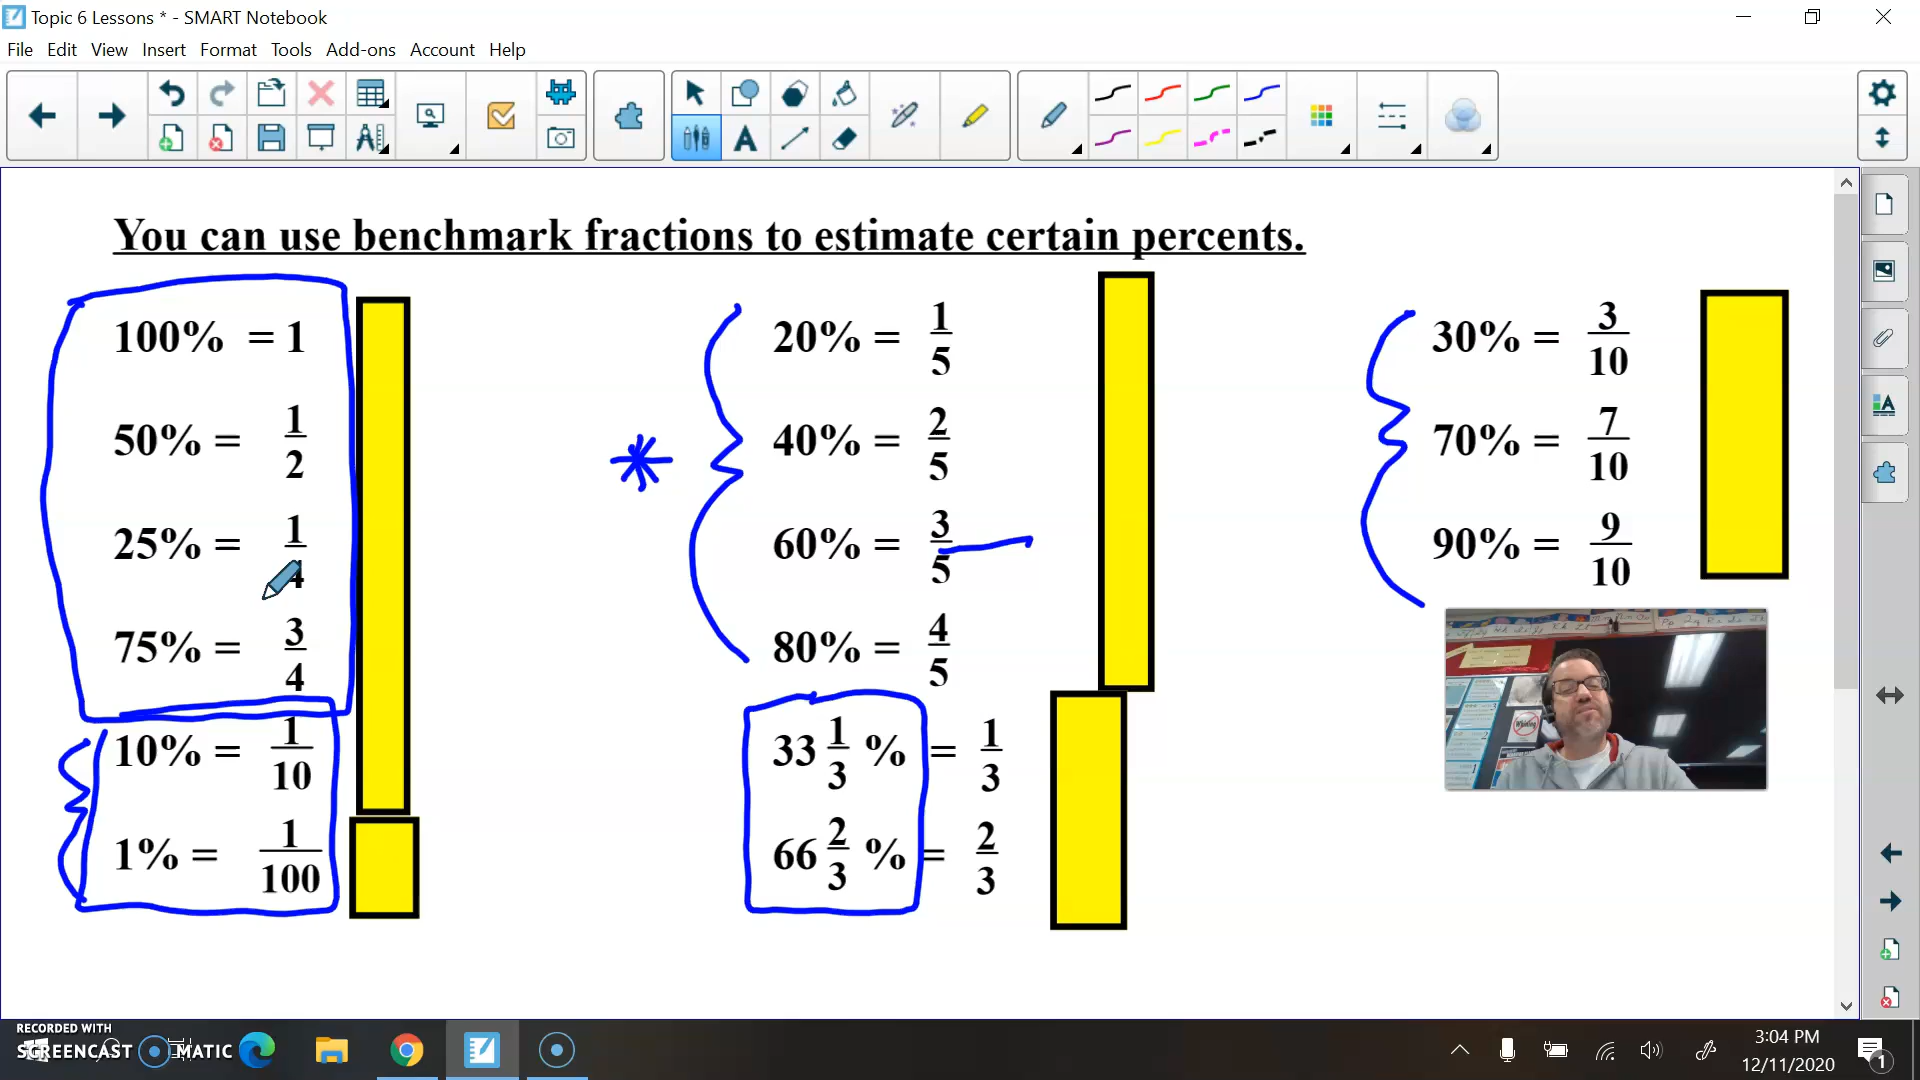 Topic 6 Lessons * - SMART Notebook
File Edit View Insert Format Tools Add-ons Account Help
You can use benchmark fractions to estimate certain percents.
100% = 1
50% = 1/2
25% = 1/4
75% = 3/4
10% = 1/10
1% = 1/100
*
20% = 1/5
40% = 2/5
60% = 3/5
80% = 4/5
33 1/3 % = 1/3
66 2/3 % = 2/3
30% = 3/10
70% = 7/10
90% = 9/10
RECORDED WITH
SCREENCAST MATIC
3:04 PM
12/11/2020
1